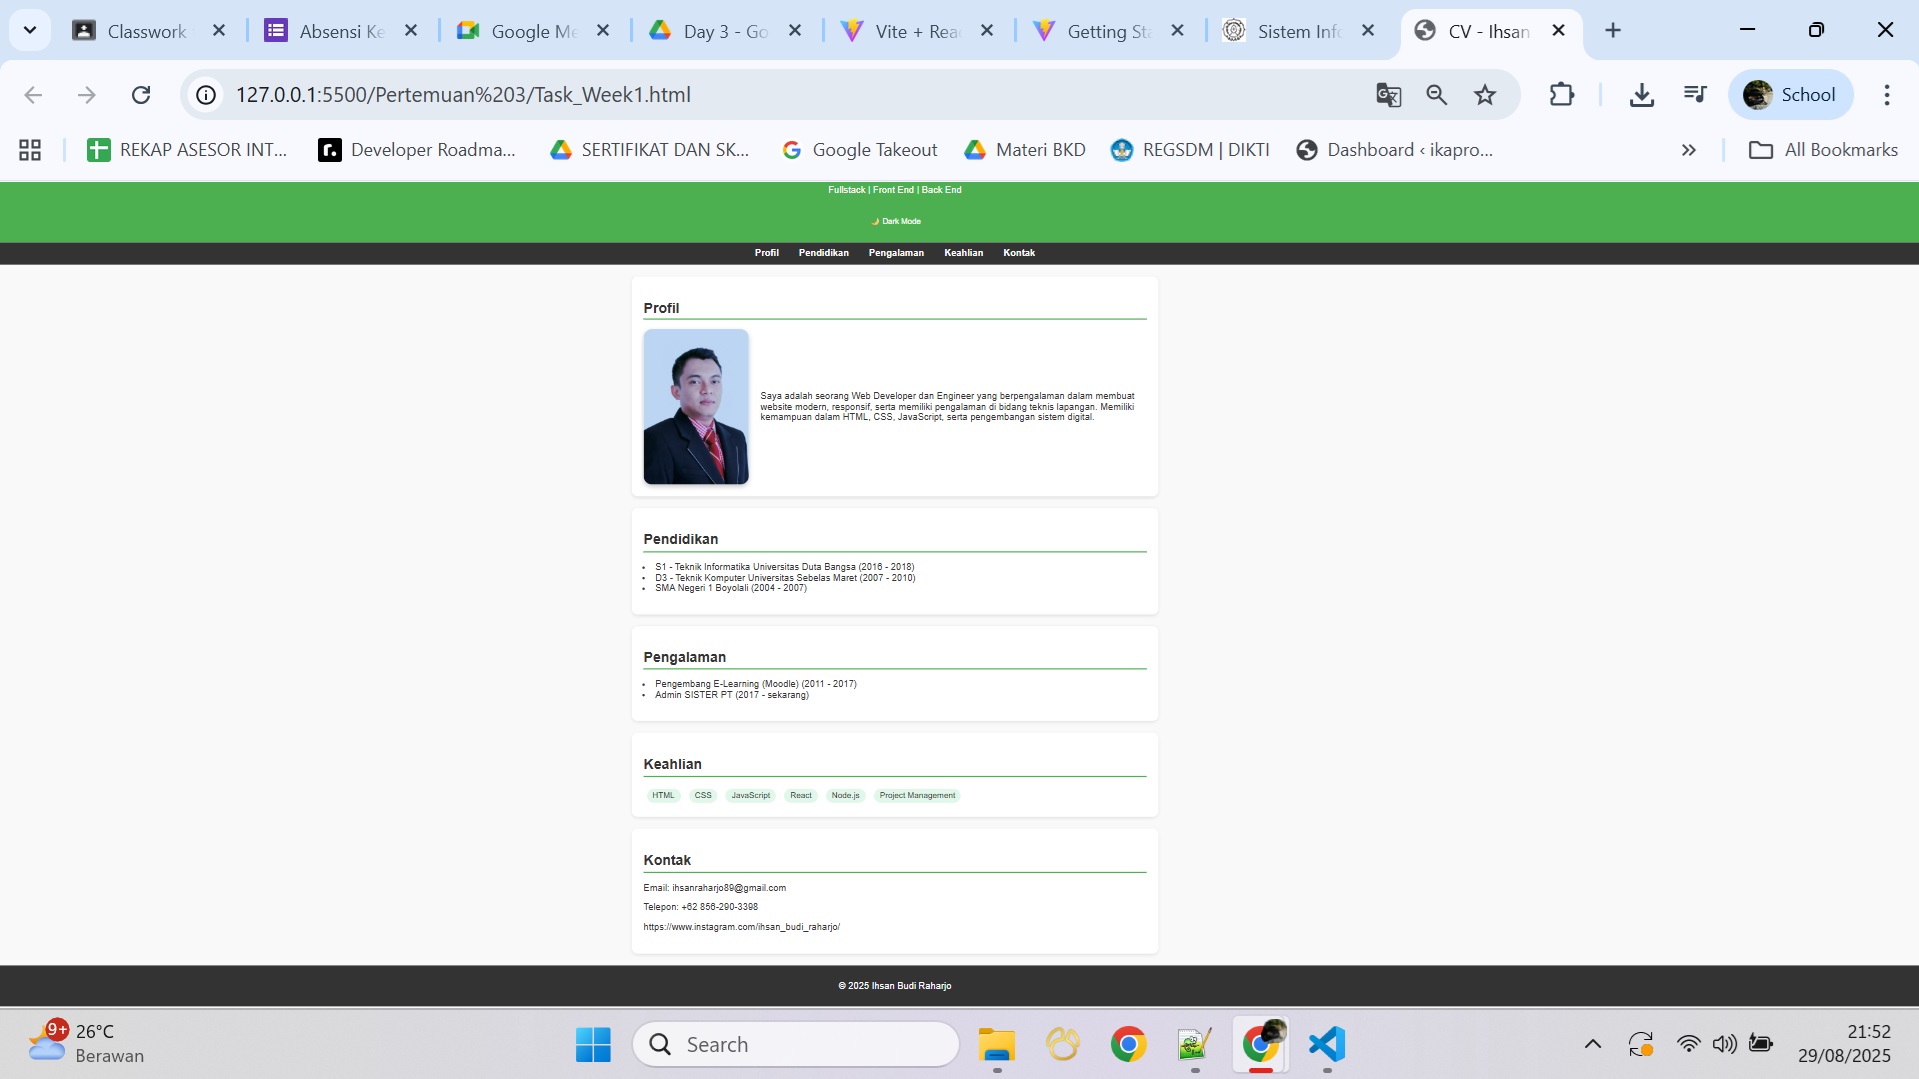 Classwork
Absensi Ke
Google Me
Day 3 - Go
Vite + Rea
Getting Sta
Sistem Info
CV - Ihsan
127.0.0.1:5500/Pertemuan%203/Task_Week1.html
School
REKAP ASESOR INT...
Developer Roadma...
SERTIFIKAT DAN SK...
Google Takeout
Materi BKD
REGSDM | DIKTI
Dashboard ‹ ikapro...
All Bookmarks
Fullstack | Front End | Back End
🌙 Dark Mode
Profil Pendidikan Pengalaman Keahlian Kontak
Profil
Saya adalah seorang Web Developer dan Engineer yang berpengalaman dalam membuat
website modern, responsif, serta memiliki pengalaman di bidang teknis lapangan. Memiliki
kemampuan dalam HTML, CSS, JavaScript, serta pengembangan sistem digital.
Pendidikan
• S1 - Teknik Informatika Universitas Duta Bangsa (2016 - 2018)
• D3 - Teknik Komputer Universitas Sebelas Maret (2007 - 2010)
• SMA Negeri 1 Boyolali (2004 - 2007)
Pengalaman
• Pengembang E-Learning (Moodle) (2011 - 2017)
• Admin SISTER PT (2017 - sekarang)
Keahlian
HTML CSS JavaScript React Node.js Project Management
Kontak
Email: ihsanraharjo89@gmail.com
Telepon: +62 856-290-3398
https://www.instagram.com/ihsan_budi_raharjo/
© 2025 Ihsan Budi Raharjo
9+
26°C
Berawan
Search
21:52
29/08/2025